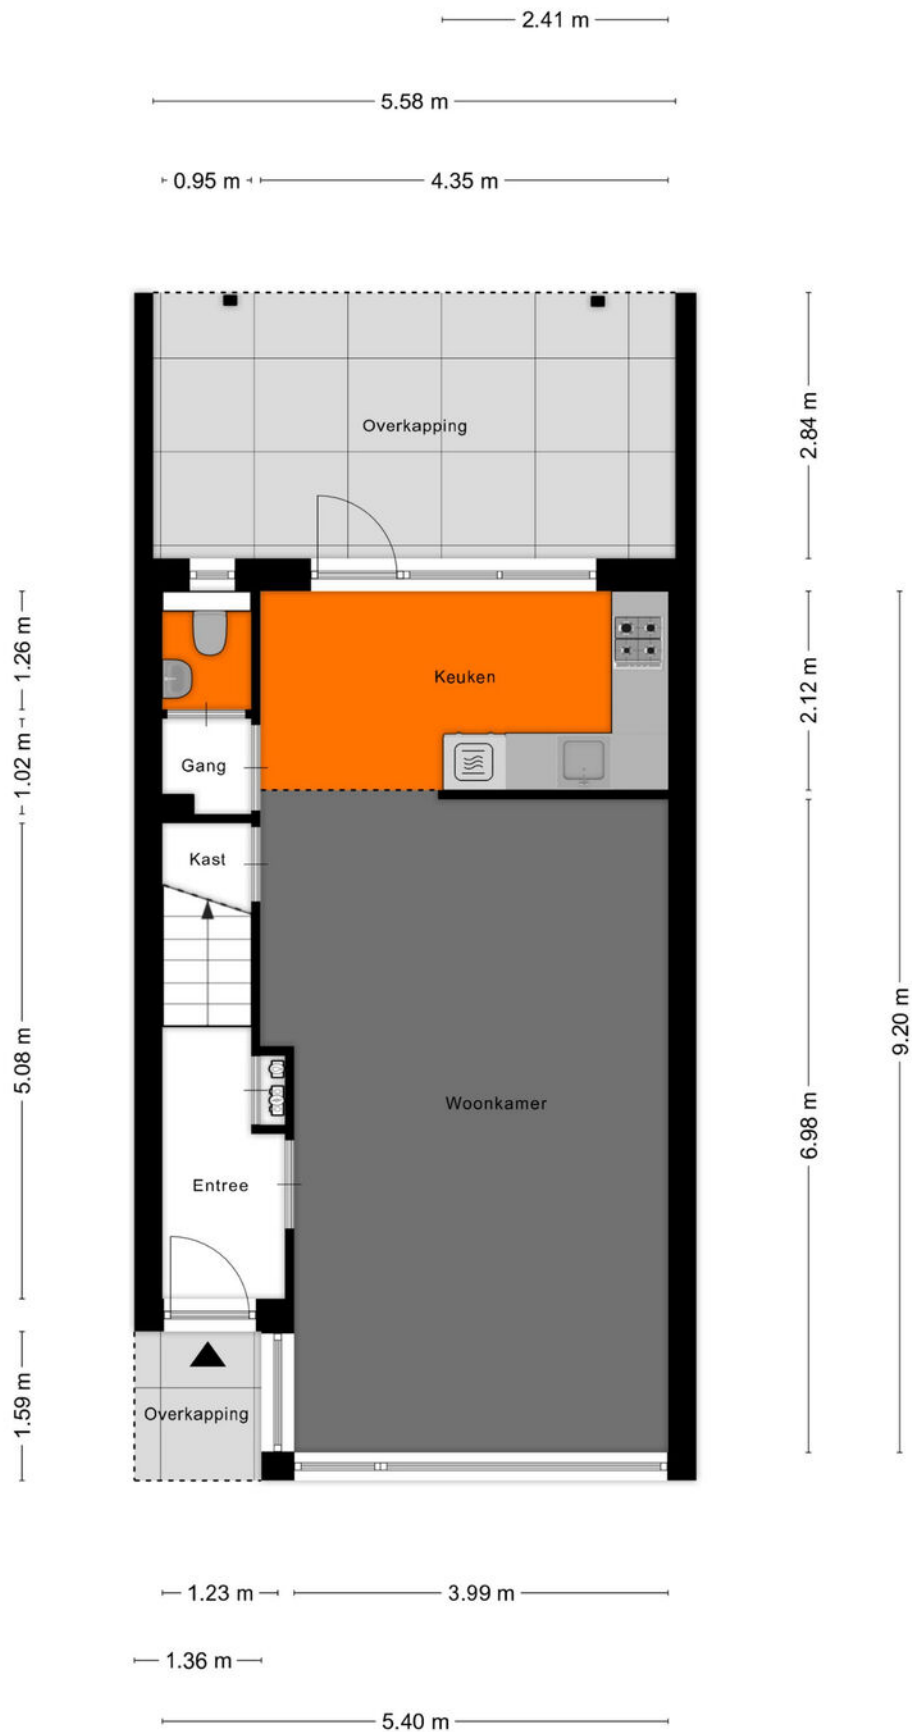 2.41 m
5.58 m
0.95 m
4.35 m
Overkapping
2.84 m
1.26 m
Keuken
2.12 m
1.02 m
Gang
Kast
5.08 m
9.20 m
Woonkamer
6.98 m
Entree
1.59 m
Overkapping
1.23 m
3.99 m
1.36 m
5.40 m